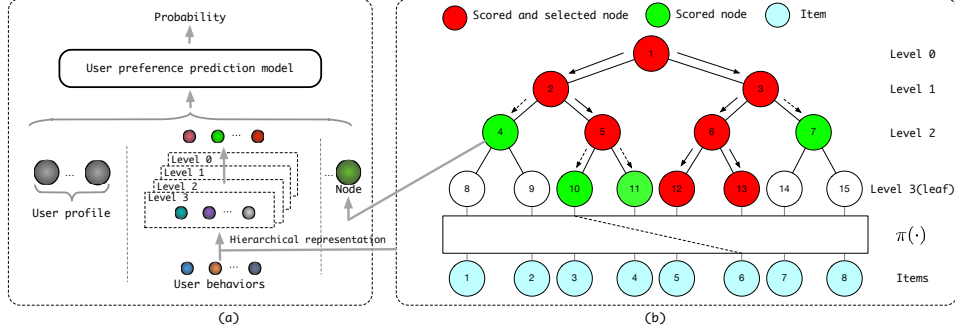 Probability
User preference prediction model
...
Level 0
Level 1
Level 2
Level 3
...
...
Node
User profile
...
Hierarchical representation
...
User behaviors
(a)
Scored and selected node
Scored node
Item
1
Level 0
2
3
Level 1
4
5
6
7
Level 2
8
9
10
11
12
13
14
15
Level 3(leaf)
π(·)
1
2
3
4
5
6
7
8
Items
(b)